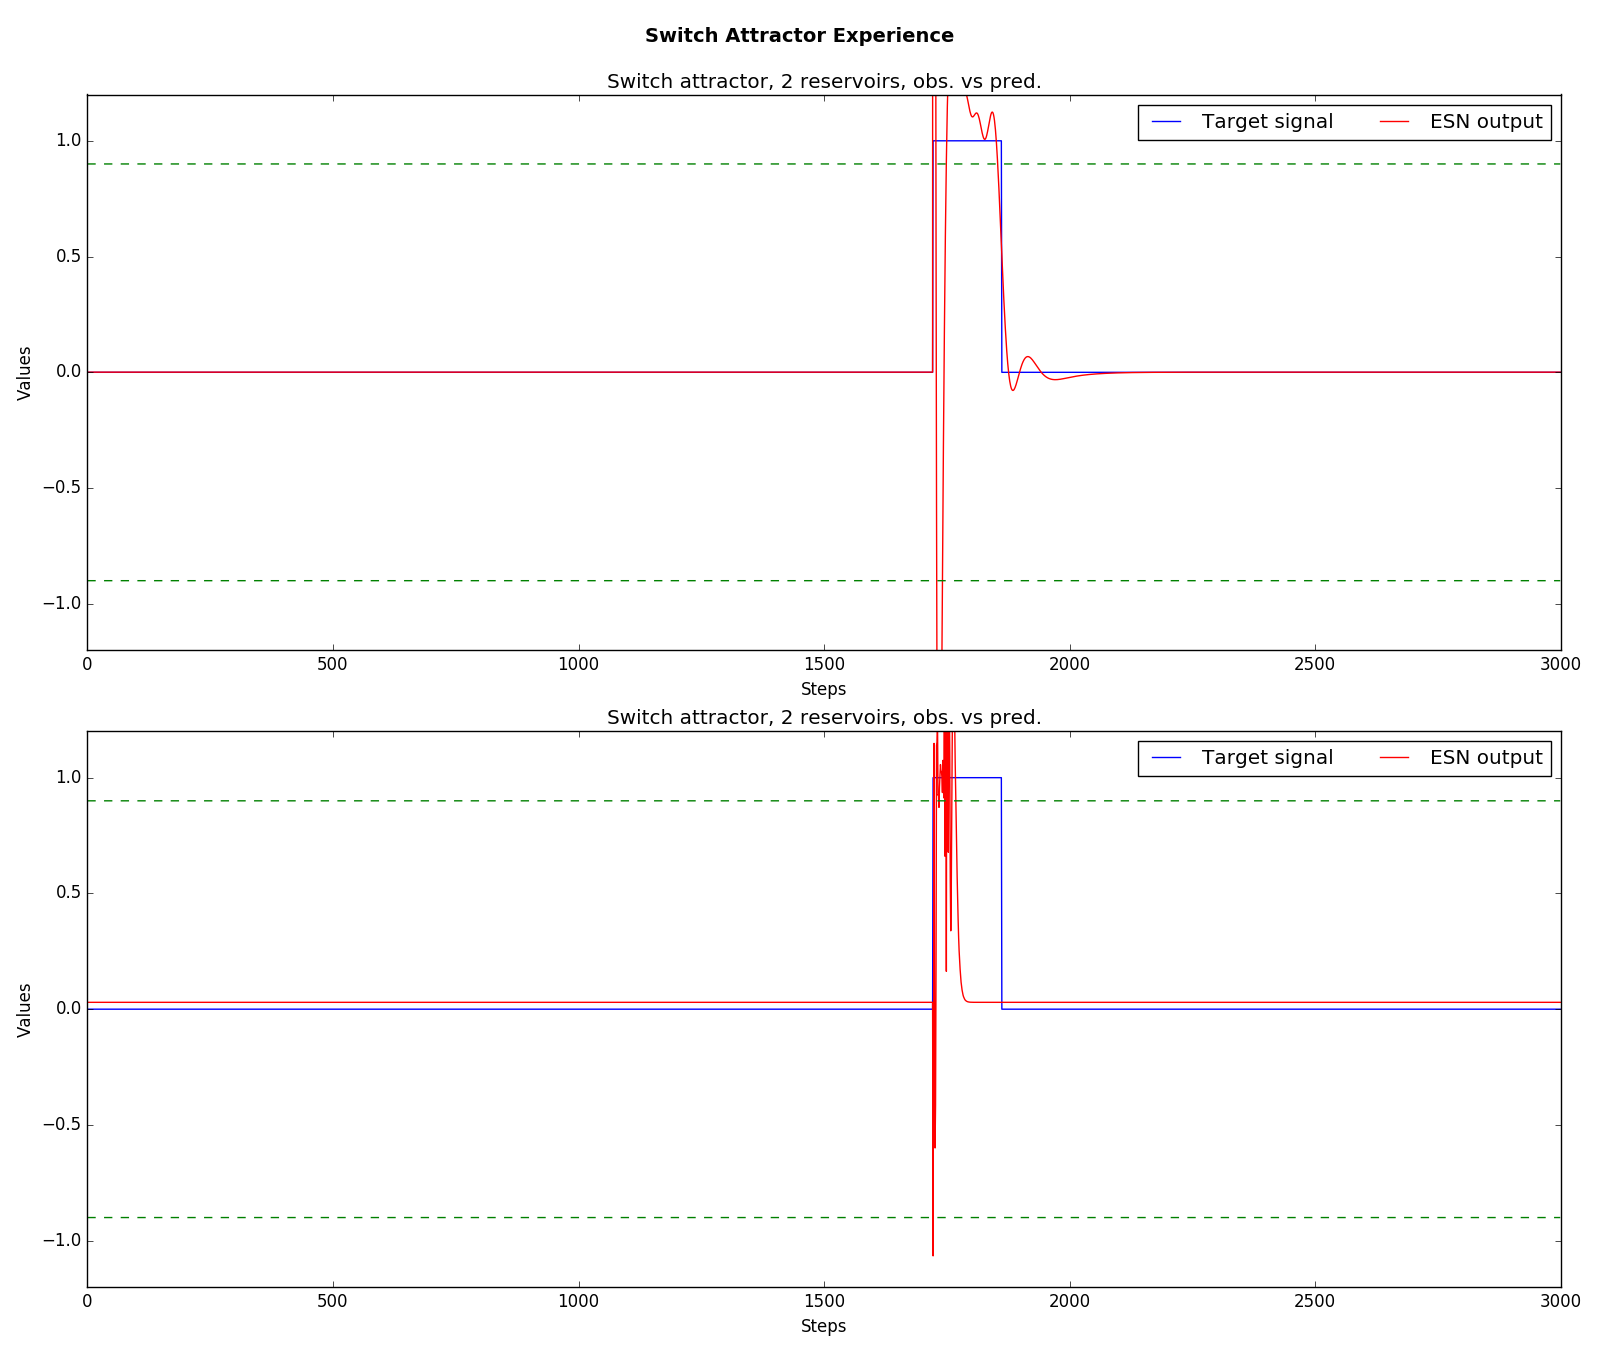 Switch Attractor Experience
Switch attractor, 2 reservoirs, obs. vs pred.
Target signal ESN output
1.0
0.5
0.0
−0.5
−1.0
Values
0 500 1000 1500 2000 2500 3000
Steps
Switch attractor, 2 reservoirs, obs. vs pred.
Target signal ESN output
1.0
0.5
0.0
−0.5
−1.0
Values
0 500 1000 1500 2000 2500 3000
Steps